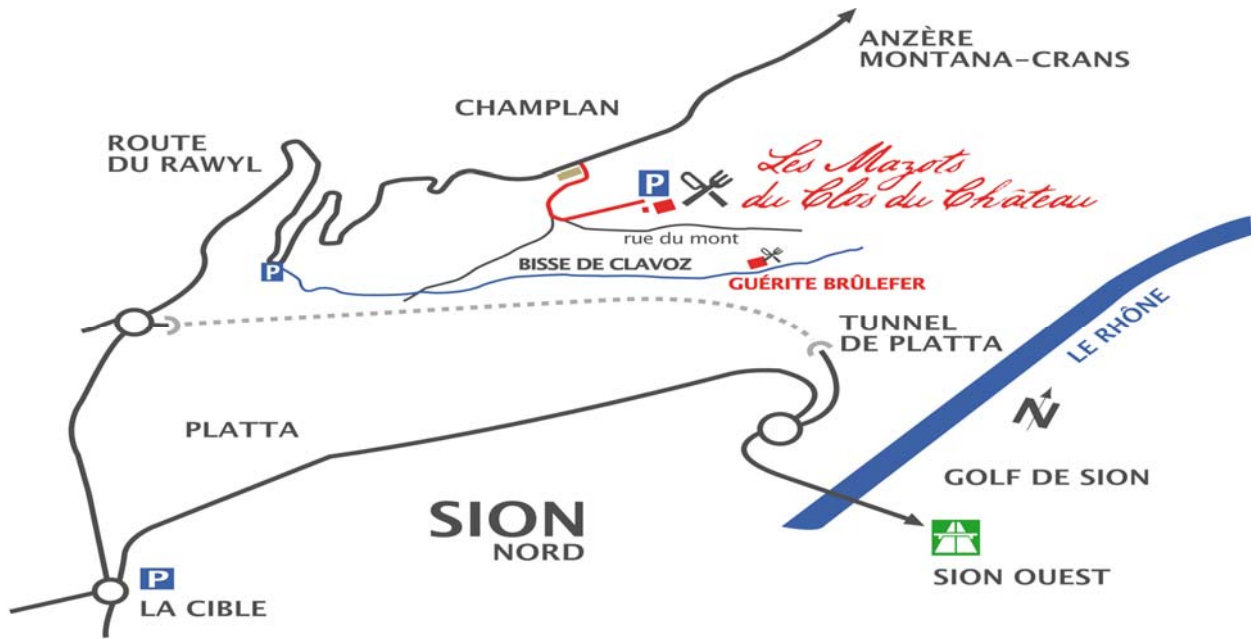 ANZÈRE
MONTANA-CRANS
CHAMPLAN
ROUTE
DU RAWYL
P
Les Mazots
du Clos du Château
rue du mont
P
BISSE DE CLAVOZ
GUÉRITE BRÛLEFER
TUNNEL
DE PLATTA
LE RHÔNE
N
PLATTA
GOLF DE SION
SION
NORD
P
LA CIBLE
SION OUEST